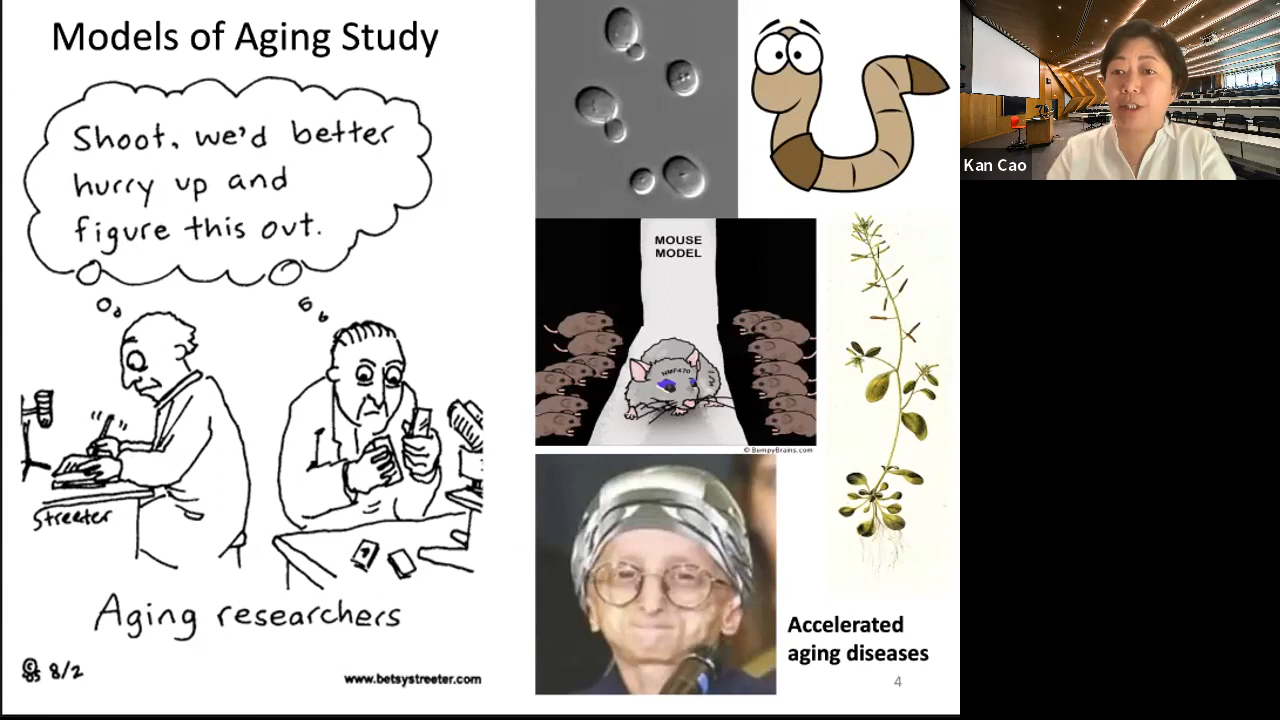 Models of Aging Study
Shoot, we'd better
hurry up and
figure this out.
Streeter
Aging researchers
© 05 8/2
www.betsystreeter.com
MOUSE
MODEL
© BumpyBrains.com
Accelerated
aging diseases
4
Kan Cao